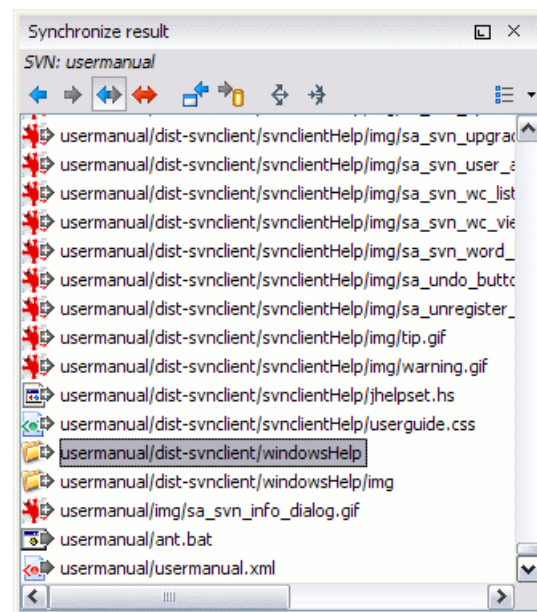 Synchronize result
SVN: usermanual
usermanual/dist-svnclient/svnclientHelp/img/sa_svn_upgrad
usermanual/dist-svnclient/svnclientHelp/img/sa_svn_user_a
usermanual/dist-svnclient/svnclientHelp/img/sa_svn_wc_list
usermanual/dist-svnclient/svnclientHelp/img/sa_svn_wc_vie
usermanual/dist-svnclient/svnclientHelp/img/sa_svn_word_
usermanual/dist-svnclient/svnclientHelp/img/sa_undo_butto
usermanual/dist-svnclient/svnclientHelp/img/sa_unregister_
usermanual/dist-svnclient/svnclientHelp/img/tip.gif
usermanual/dist-svnclient/svnclientHelp/img/warning.gif
usermanual/dist-svnclient/svnclientHelp/jhelpset.hs
usermanual/dist-svnclient/svnclientHelp/userguide.css
usermanual/dist-svnclient/windowsHelp
usermanual/dist-svnclient/windowsHelp/img
usermanual/img/sa_svn_info_dialog.gif
usermanual/ant.bat
usermanual/usermanual.xml